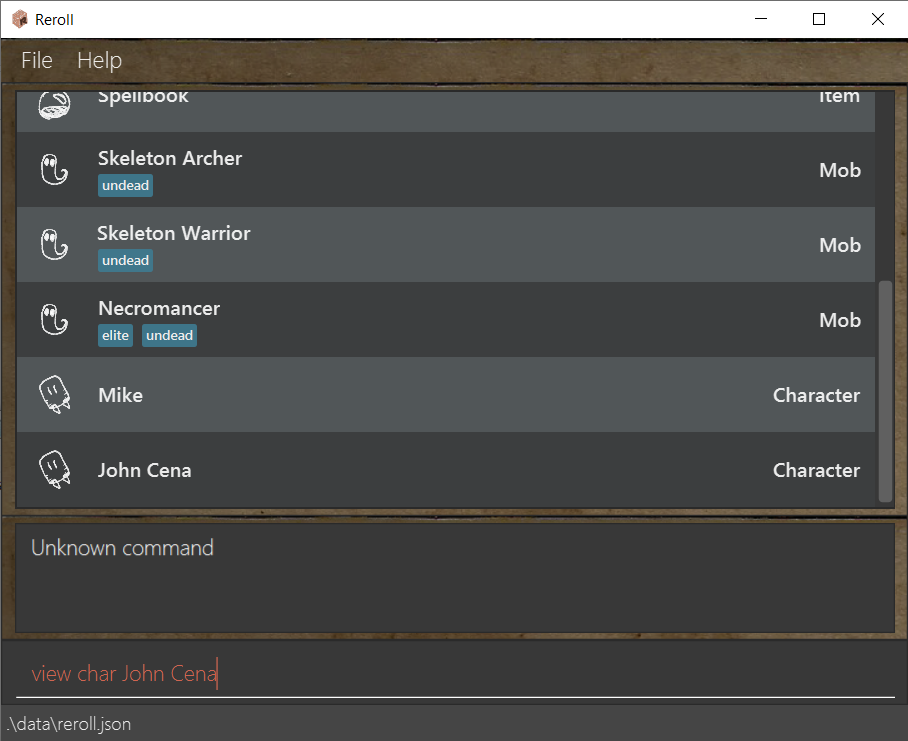 Reroll
File Help
Spellbook Item
Skeleton Archer
undead
Mob
Skeleton Warrior
undead
Mob
Necromancer
elite undead
Mob
Mike Character
John Cena Character
Unknown command
view char John Cena
.\data\reroll.json